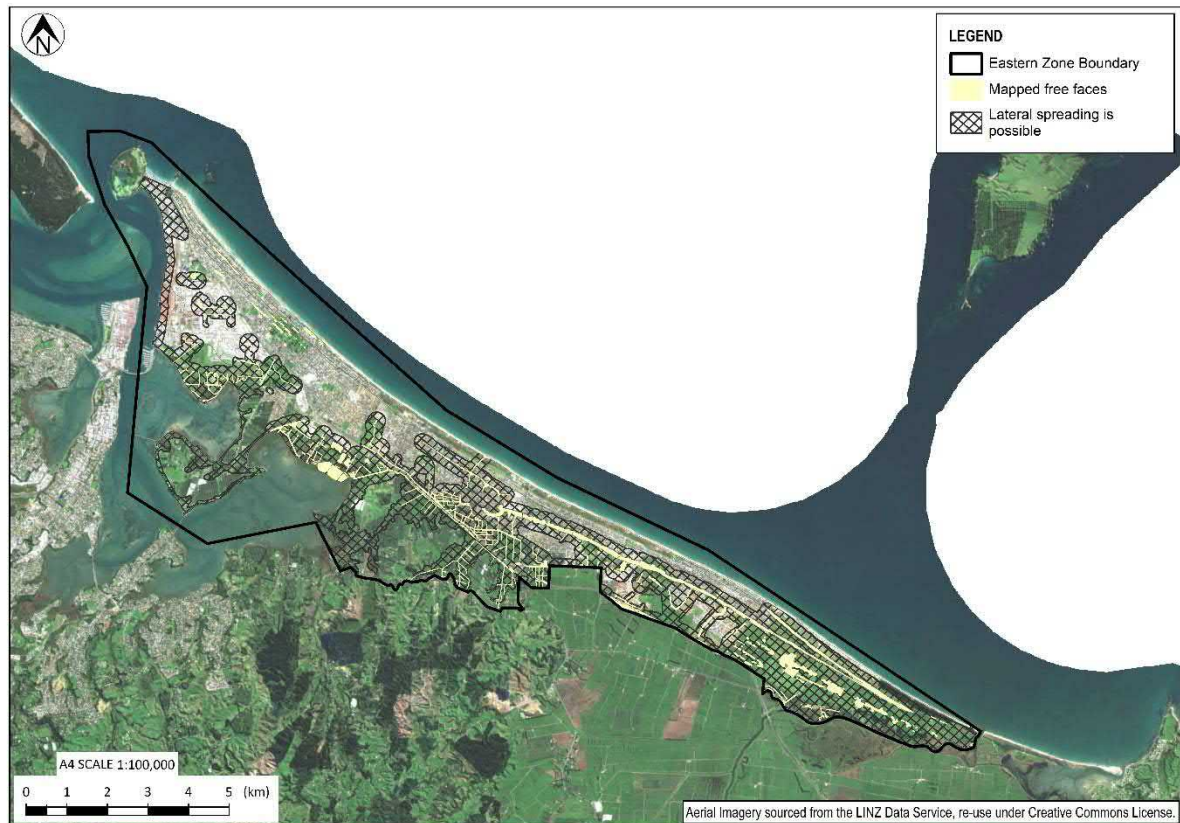 N
LEGEND
Eastern Zone Boundary
Mapped free faces
Lateral spreading is
possible
A4 SCALE 1:100,000
0 1 2 3 4 5 (km)
Aerial Imagery sourced from the LINZ Data Service, re-use under Creative Commons License.